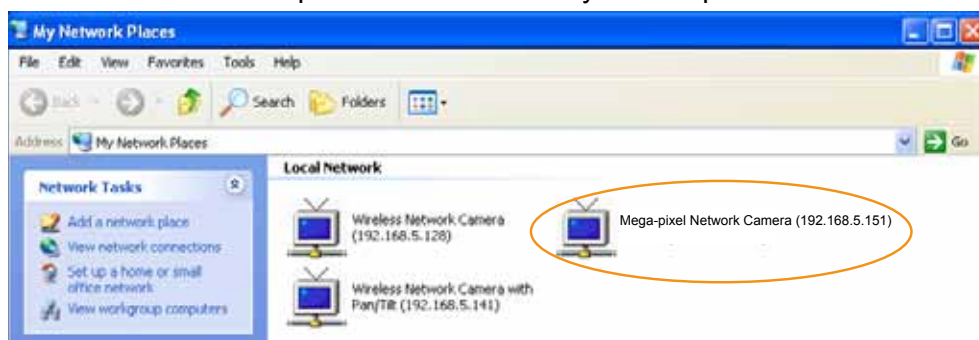 My Network Places
File Edit View Favorites Tools Help
Back Search Folders
Address My Network Places Go
Local Network
Network Tasks
Add a network place
View network connections
Set up a home or small
office network
View workgroup computers
Wireless Network Camera
(192.168.5.128)
Mega-pixel Network Camera (192.168.5.151)
Wireless Network Camera with
Pan/Tilt (192.168.5.141)